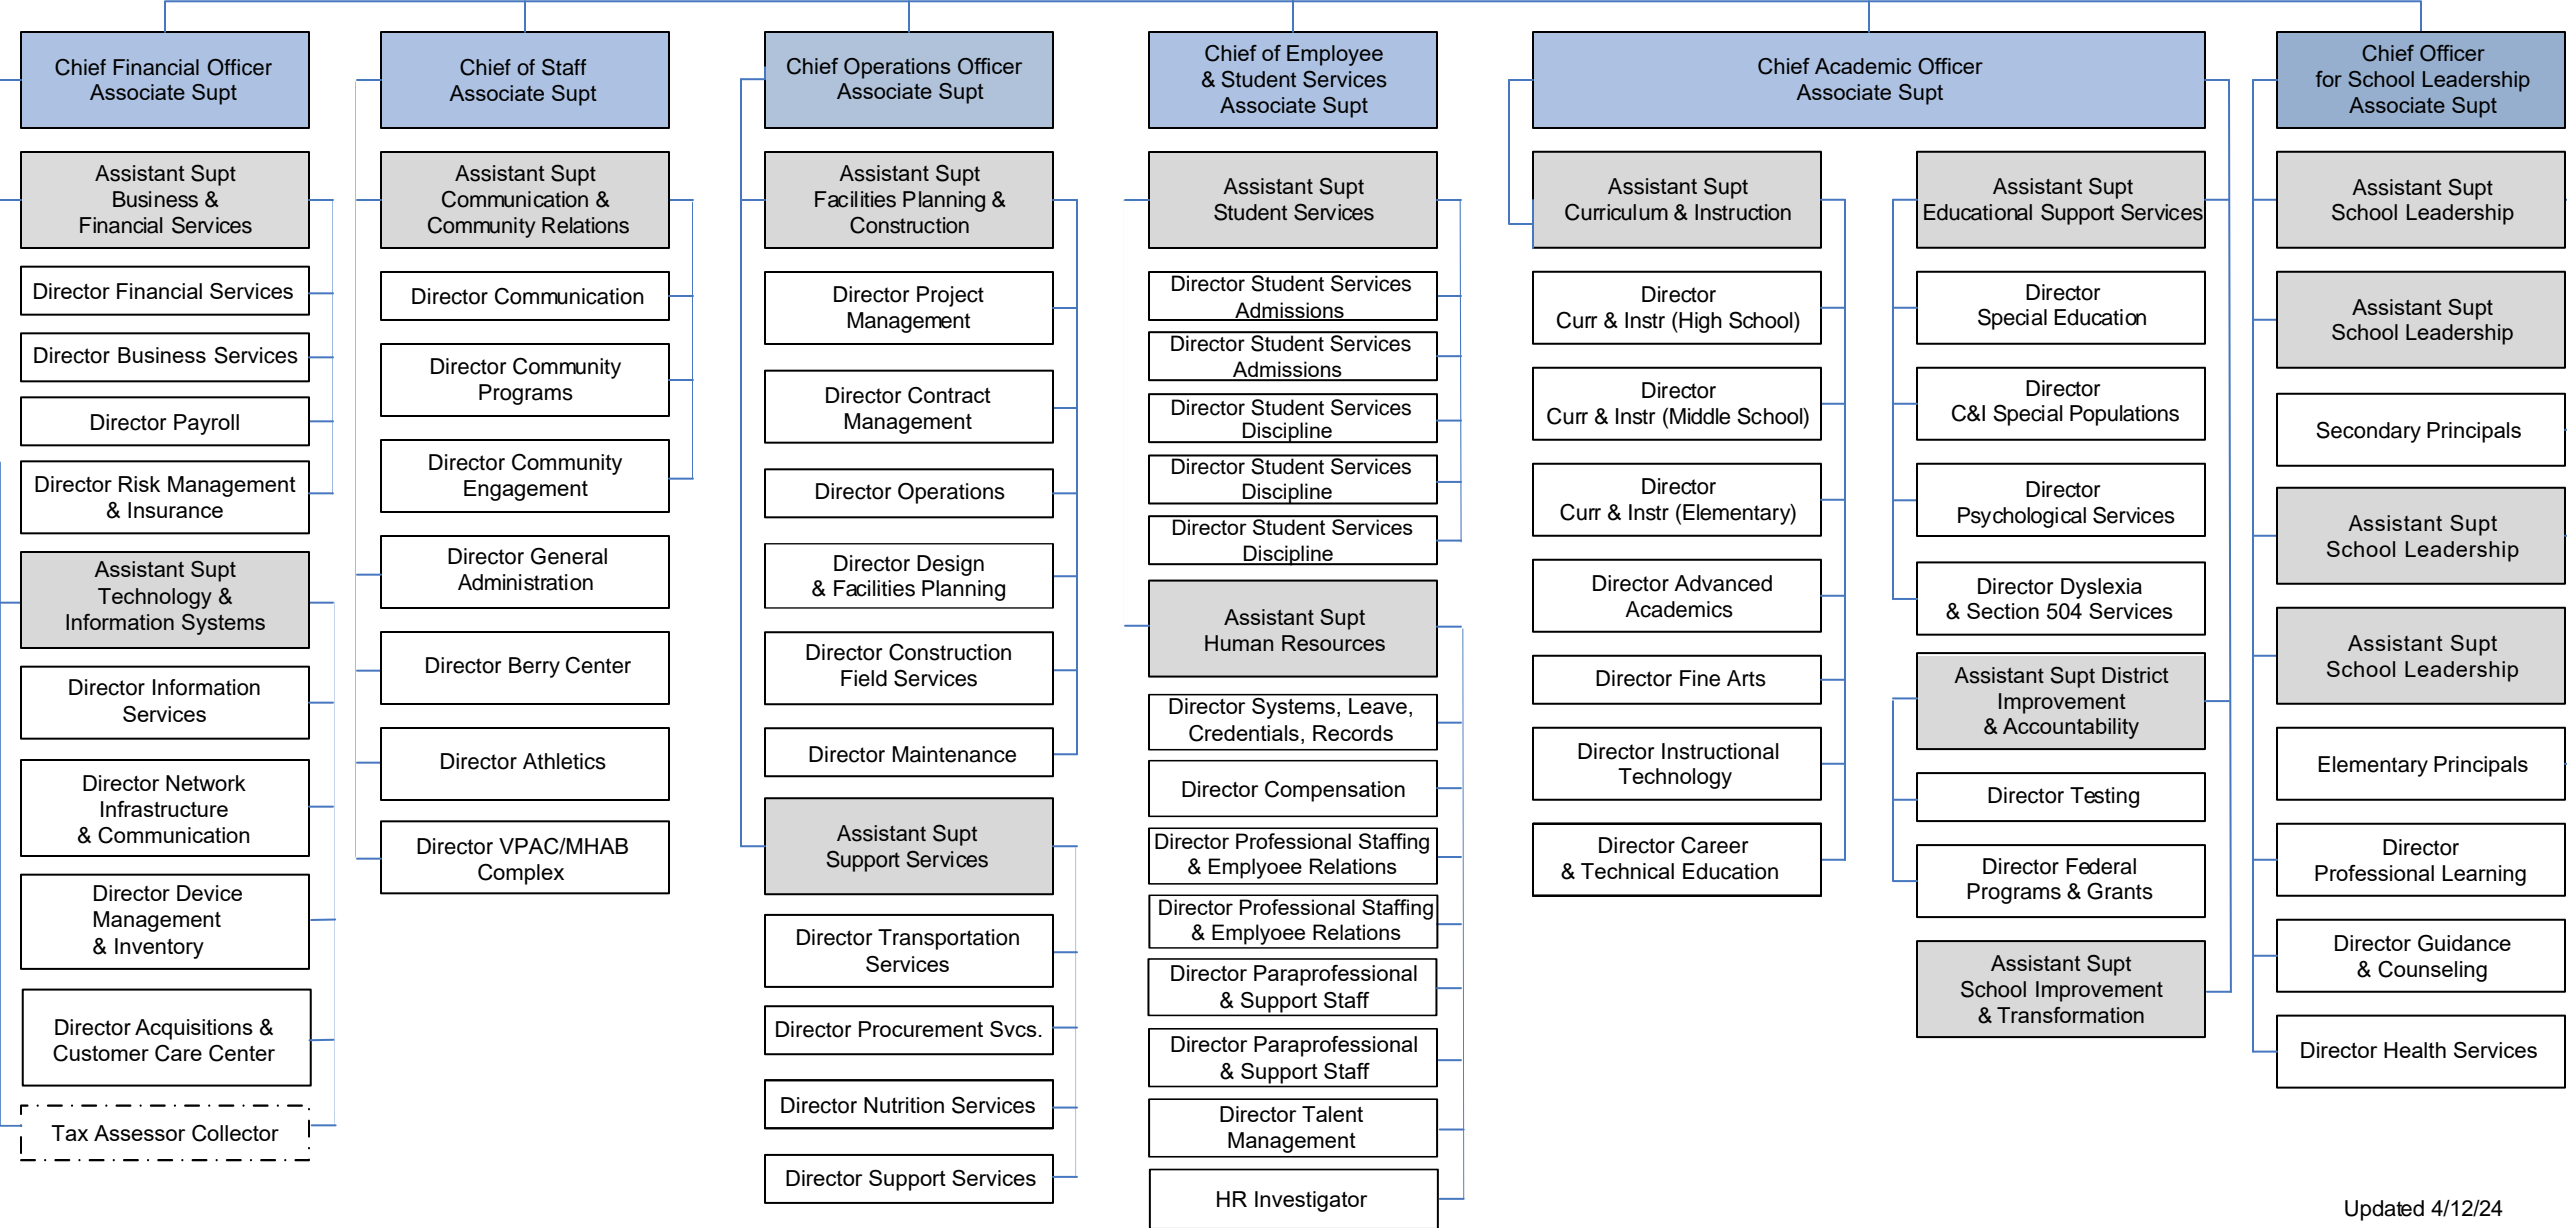 Chief Financial Officer
Associate Supt
Assistant Supt
Business &
Financial Services
Director Financial Services
Director Business Services
Director Payroll
Director Risk Management
& Insurance
Assistant Supt
Technology &
Information Systems
Director Information
Services
Director Network
Infrastructure
& Communication
Director Device
Management
& Inventory
Director Acquisitions &
Customer Care Center
Tax Assessor Collector
Chief of Staff
Associate Supt
Assistant Supt
Communication &
Community Relations
Director Communication
Director Community
Programs
Director Community
Engagement
Director General
Administration
Director Berry Center
Director Athletics
Director VPAC/MHAB
Complex
Chief Operations Officer
Associate Supt
Assistant Supt
Facilities Planning &
Construction
Director Project
Management
Director Contract
Management
Director Operations
Director Design
& Facilities Planning
Director Construction
Field Services
Director Maintenance
Assistant Supt
Support Services
Director Transportation
Services
Director Procurement Svcs.
Director Nutrition Services
Director Support Services
Chief of Employee
& Student Services
Associate Supt
Assistant Supt
Student Services
Director Student Services
Admissions
Director Student Services
Admissions
Director Student Services
Discipline
Director Student Services
Discipline
Director Student Services
Discipline
Assistant Supt
Human Resources
Director Systems, Leave,
Credentials, Records
Director Compensation
Director Professional Staffing
& Emplyoee Relations
Director Professional Staffing
& Emplyoee Relations
Director Paraprofessional
& Support Staff
Director Paraprofessional
& Support Staff
Director Talent
Management
HR Investigator
Chief Academic Officer
Associate Supt
Assistant Supt
Curriculum & Instruction
Director
Curr & Instr (High School)
Director
Curr & Instr (Middle School)
Director
Curr & Instr (Elementary)
Director Advanced
Academics
Director Fine Arts
Director Instructional
Technology
Director Career
& Technical Education
Assistant Supt
Educational Support Services
Director
Special Education
Director
C&I Special Populations
Director
Psychological Services
Director Dyslexia
& Section 504 Services
Assistant Supt District
Improvement
& Accountability
Director Testing
Director Federal
Programs & Grants
Assistant Supt
School Improvement
& Transformation
Chief Officer
for School Leadership
Associate Supt
Assistant Supt
School Leadership
Assistant Supt
School Leadership
Secondary Principals
Assistant Supt
School Leadership
Assistant Supt
School Leadership
Elementary Principals
Director
Professional Learning
Director Guidance
& Counseling
Director Health Services
Updated 4/12/24